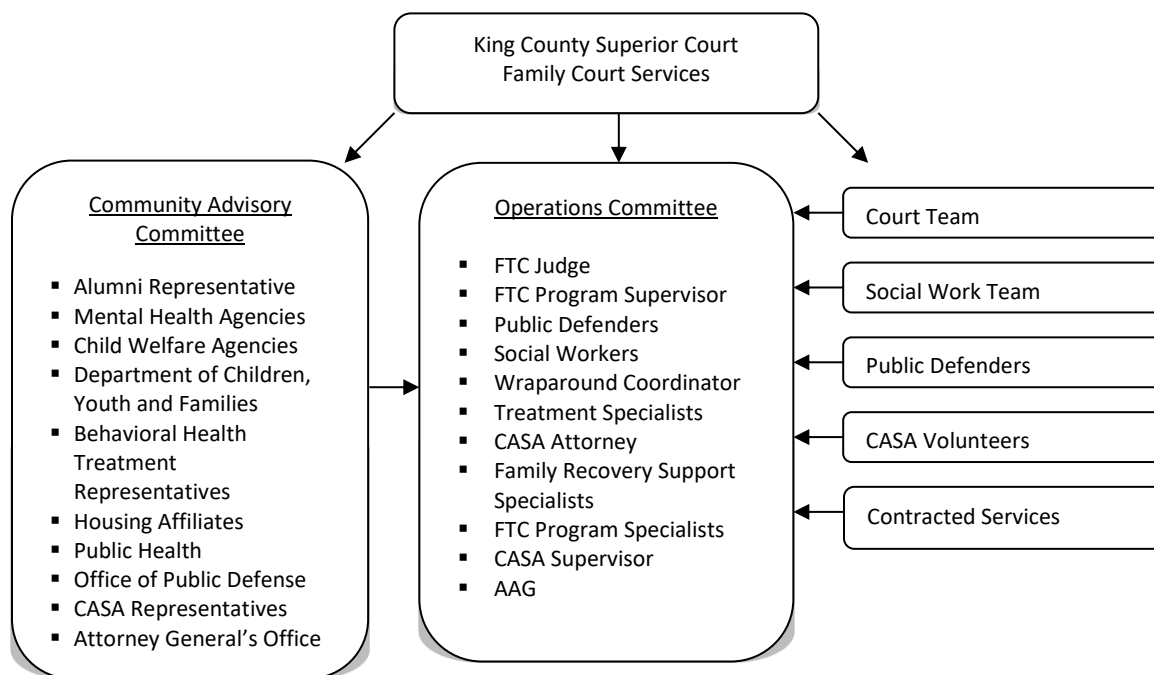 King County Superior Court
Family Court Services
Community Advisory
Committee
▪ Alumni Representative
▪ Mental Health Agencies
▪ Child Welfare Agencies
▪ Department of Children,
Youth and Families
▪ Behavioral Health
Treatment
Representatives
▪ Housing Affiliates
▪ Public Health
▪ Office of Public Defense
▪ CASA Representatives
▪ Attorney General’s Office
Operations Committee
▪ FTC Judge
▪ FTC Program Supervisor
▪ Public Defenders
▪ Social Workers
▪ Wraparound Coordinator
▪ Treatment Specialists
▪ CASA Attorney
▪ Family Recovery Support
Specialists
▪ FTC Program Specialists
▪ CASA Supervisor
▪ AAG
Court Team
Social Work Team
Public Defenders
CASA Volunteers
Contracted Services